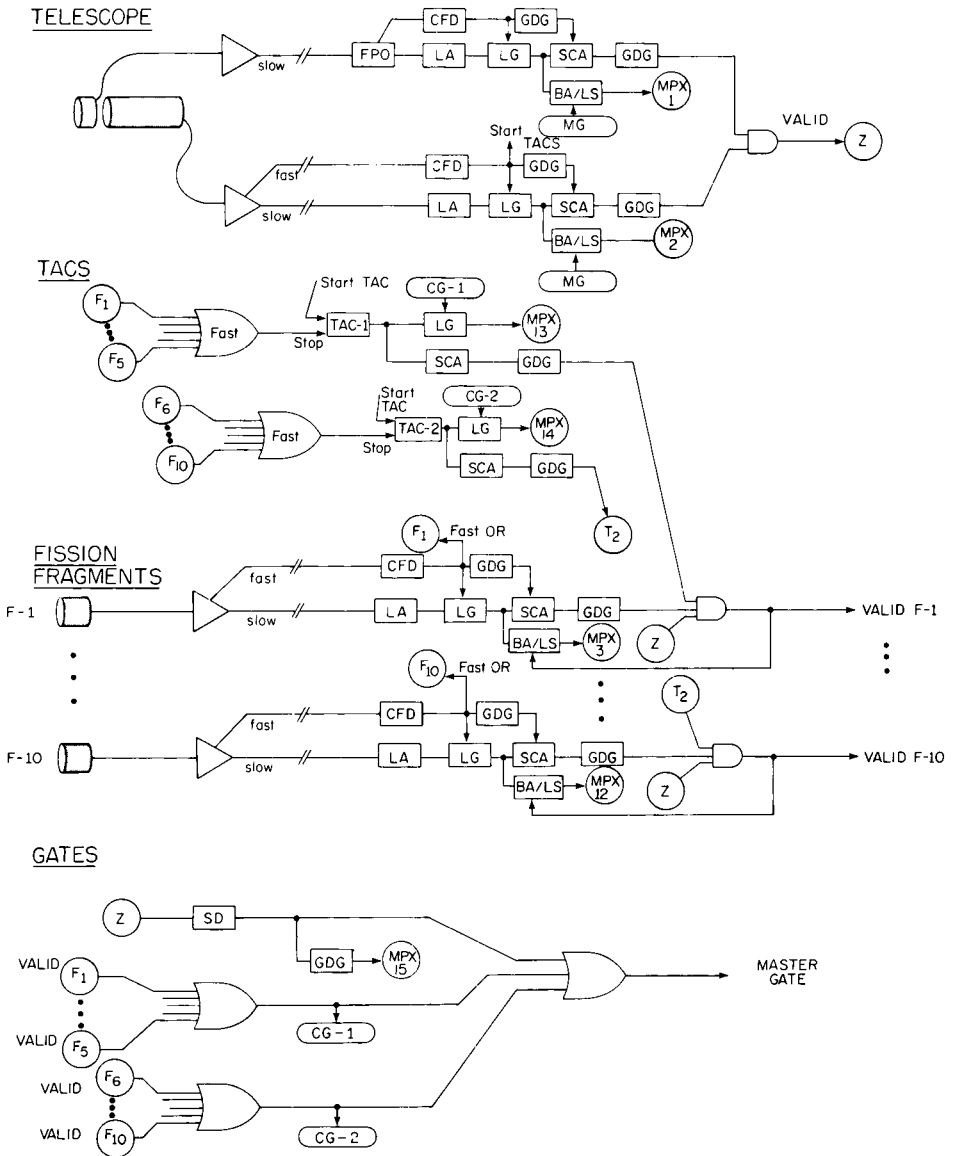 TELESCOPE
CFD
GDG
slow
FPO
LA
LG
SCA
GDG
BA/LS
MPX 1
MG
VALID
Z
Start TACS
fast
CFD
GDG
slow
LA
LG
SCA
GDG
BA/LS
MPX 2
MG
TACS
F1
F5
Fast
Start TAC
Stop
TAC-1
CG-1
LG
MPX 13
SCA
GDG
F6
F10
Fast
Start TAC
Stop
TAC-2
CG-2
LG
MPX 14
SCA
GDG
T2
FISSION
FRAGMENTS
F1
Fast OR
fast
CFD
GDG
F-1
slow
LA
LG
SCA
GDG
VALID F-1
BA/LS
MPX 3
Z
F10
Fast OR
T2
fast
CFD
GDG
F-10
slow
LA
LG
SCA
GDG
VALID F-10
BA/LS
MPX 12
Z
GATES
Z
SD
GDG
MPX 15
VALID
F1
VALID
F5
CG-1
MASTER
GATE
VALID
F6
VALID
F10
CG-2